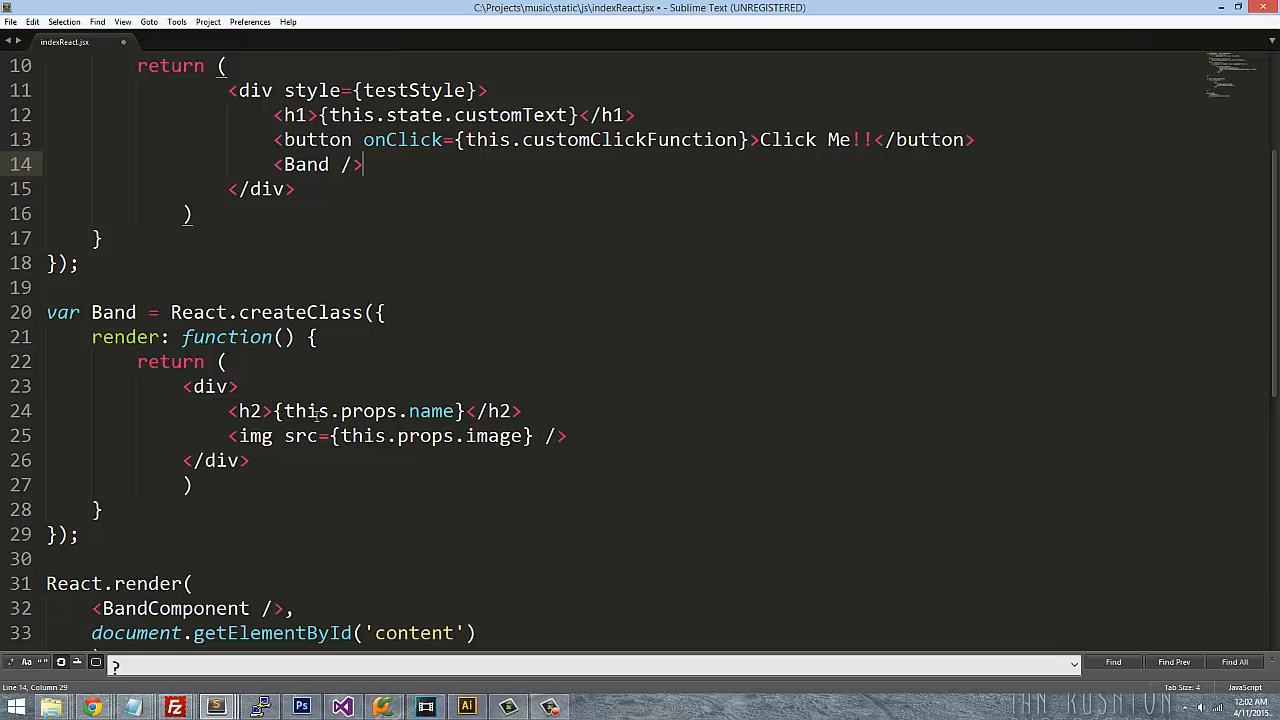 C:\Projects\music\static\js\indexReact.jsx • - Sublime Text (UNREGISTERED)
File Edit Selection Find View Goto Tools Project Preferences Help
indexReact.jsx
10 return (
11 <div style={testStyle}>
12 <h1>{this.state.customText}</h1>
13 <button onClick={this.customClickFunction}>Click Me!!</button>
14 <Band />
15 </div>
16 )
17 }
18 });
19
20 var Band = React.createClass({
21 render: function() {
22 return (
23 <div>
24 <h2>{this.props.name}</h2>
25 <img src={this.props.image} />
26 </div>
27 )
28 }
29 });
30
31 React.render(
32 <BandComponent />,
33 document.getElementById('content')
.* Aa "" ? Find Find Prev Find All
Line 14, Column 29 Tab Size: 4 JavaScript
IAN RUSHTON
12:02 AM
4/11/2015